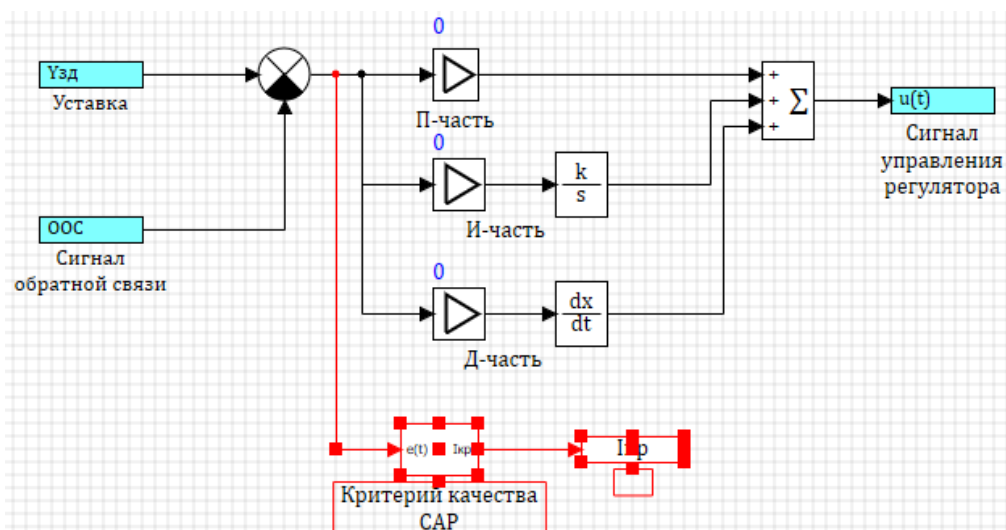 0
Yзд
Уставка
+
+
+
Σ
u(t)
П-часть
Сигнал
управления
регулятора
0
k
s
И-часть
ООС
Сигнал
обратной связи
0
dx
dt
Д-часть
e(t) Iкр
Критерий качества
САР